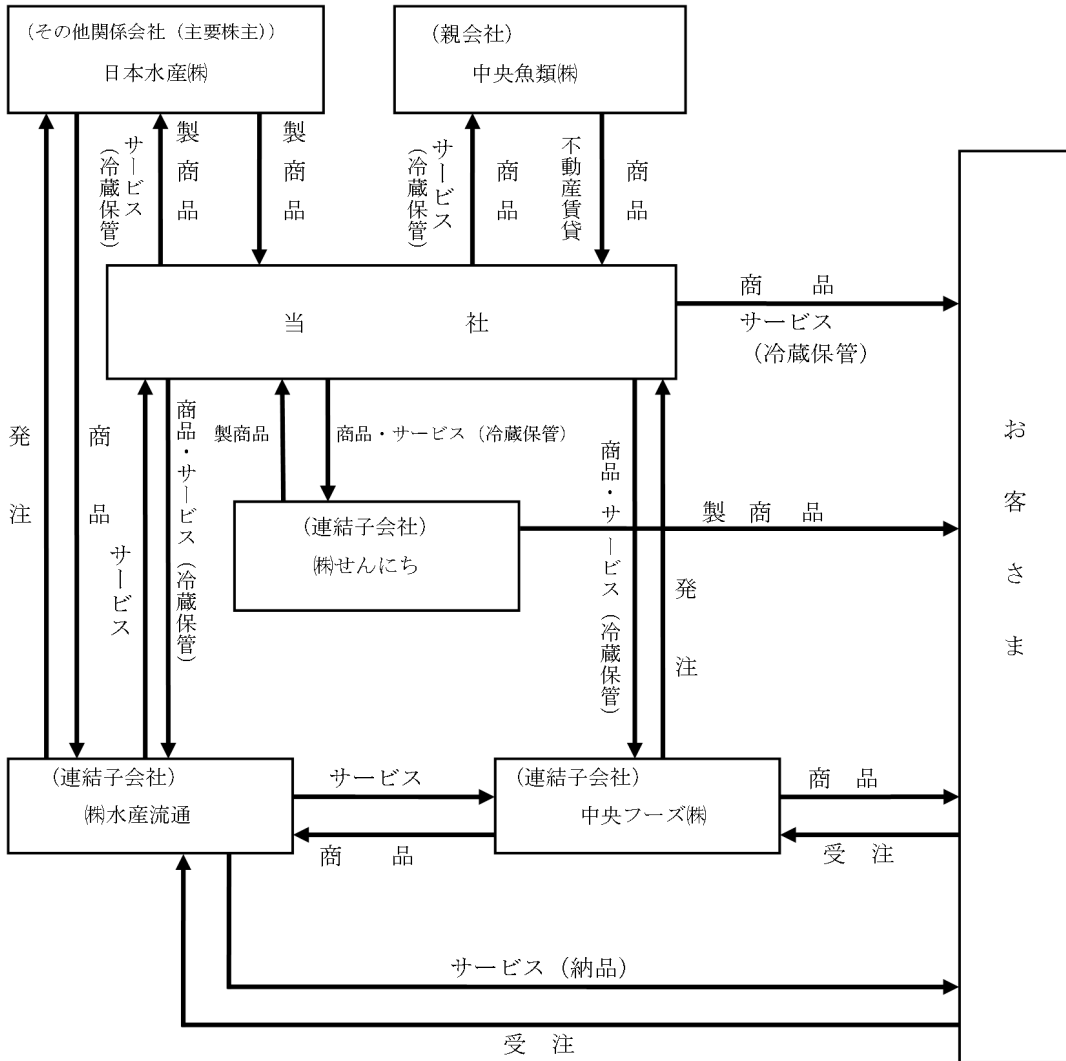 (その他関係会社（主要株主）)
日本水産㈱
(親会社)
中央魚類㈱
サービス
(冷蔵保管)
製商品
製商品
サービス
(冷蔵保管)
商品
不動産賃貸
商品
当社
商品
サービス
（冷蔵保管）
発注
商品
サービス
商品・サービス（冷蔵保管）
製商品
商品・サービス（冷蔵保管）
商品・サービス（冷蔵保管）
発注
(連結子会社)
㈱せんにち
製商品
お客さま
(連結子会社)
㈱水産流通
サービス
商品
(連結子会社)
中央フーズ㈱
商品
受注
サービス（納品）
受注